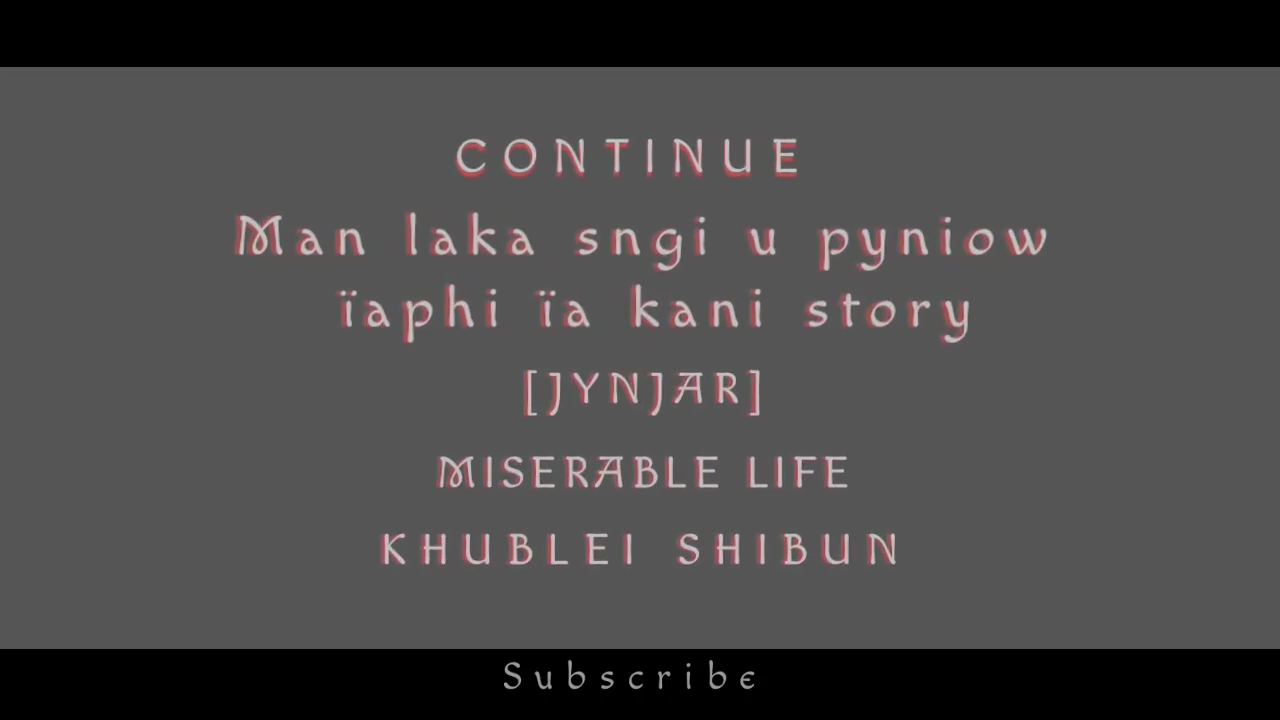 CONTINUE
Man laka sngi u pyniow
ïaphi ïa kani story
[JYNJAR]
MISERABLE LIFE
KHUBLEI SHIBUN
Subscribe